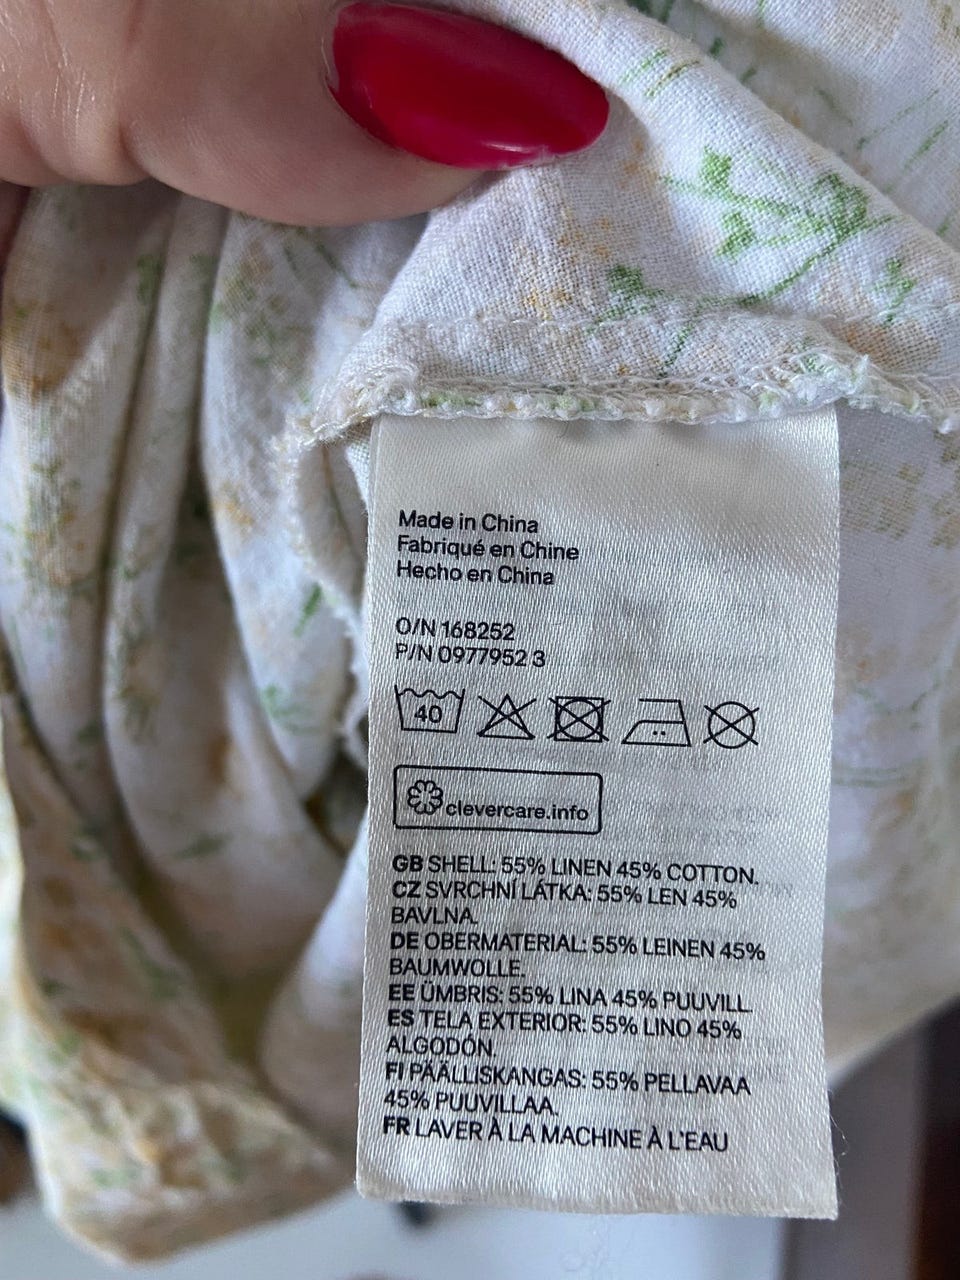 Made in China
Fabriqué en Chine
Hecho en China
O/N 168252
P/N 0977952 3
40
clevercare.info
GB SHELL: 55% LINEN 45% COTTON.
CZ SVRCHNÍ LÁTKA: 55% LEN 45%
BAVLNA.
DE OBERMATERIAL: 55% LEINEN 45%
BAUMWOLLE.
EE ÜMBRIS: 55% LINA 45% PUUVILL
ES TELA EXTERIOR: 55% LINO 45%
ALGODÓN.
FI PÄÄLLISKANGAS: 55% PELLAVAA
45% PUUVILLAA.
FR LAVER À LA MACHINE À L'EAU